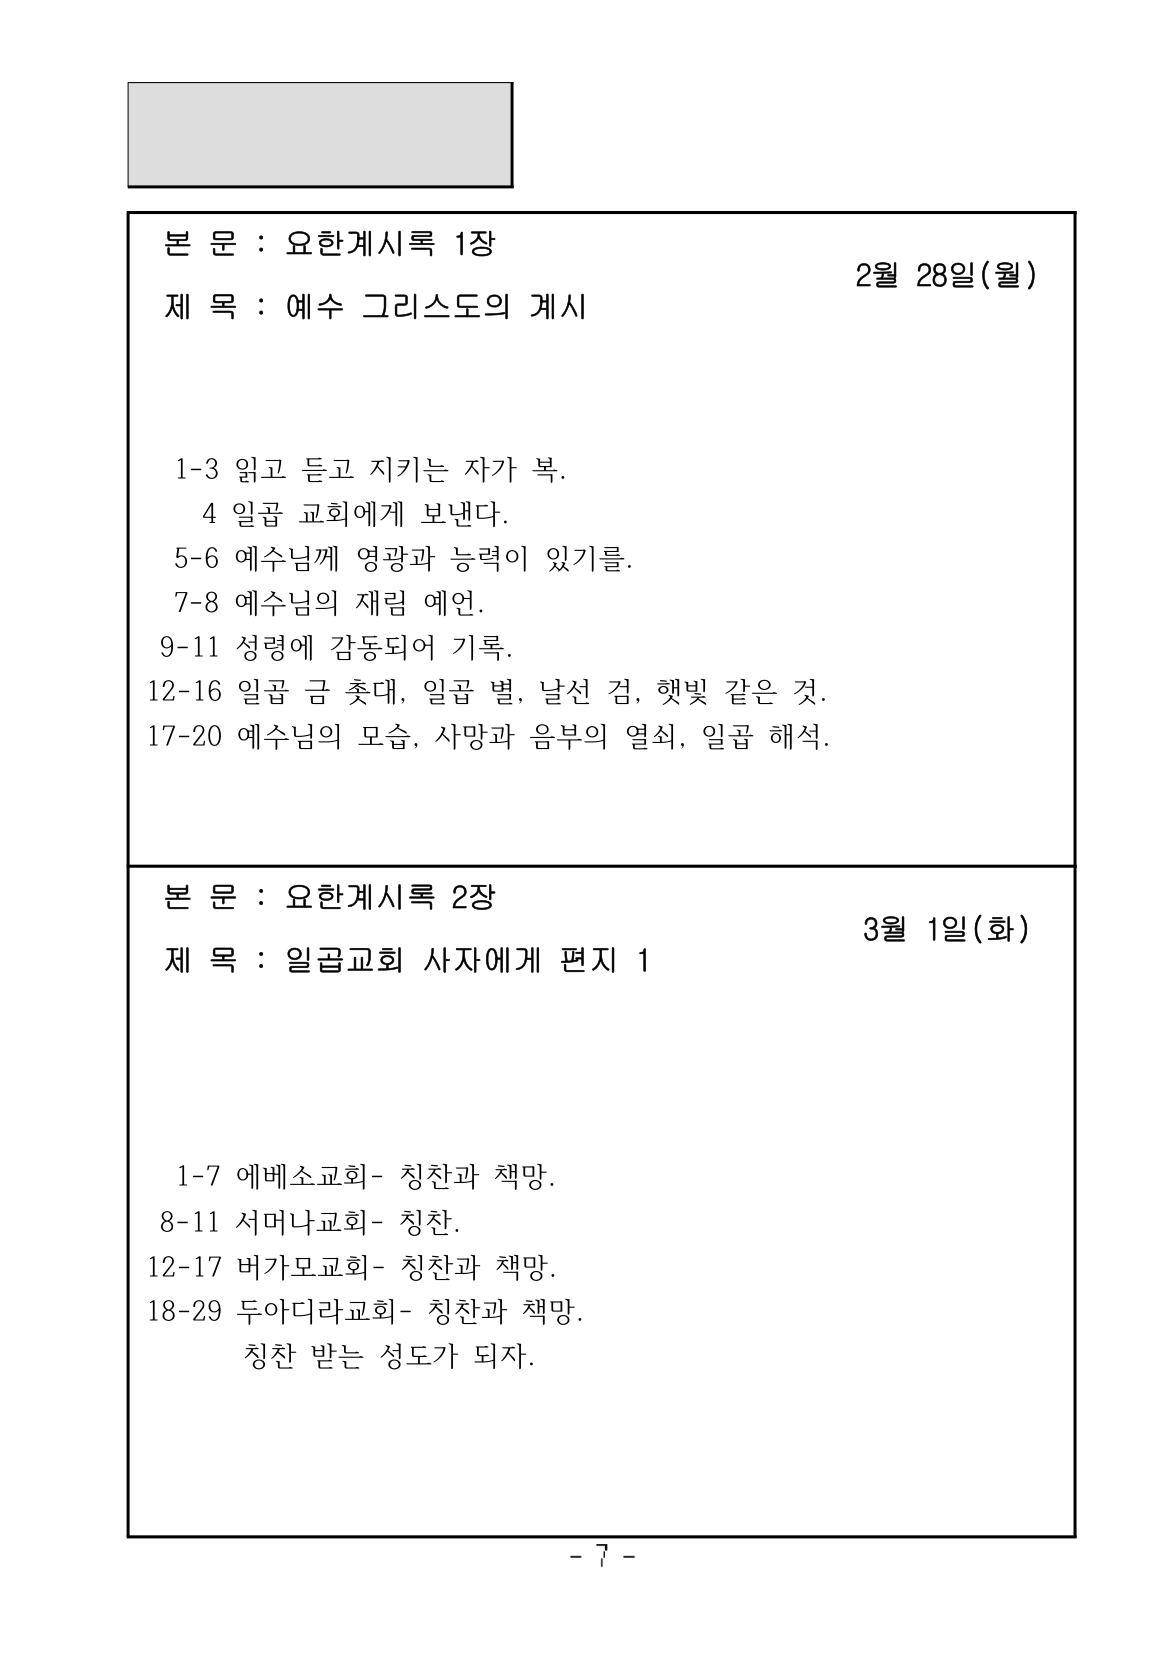 본 문 : 요한계시록 1장
2월 28일(월)
제 목 : 예수 그리스도의 계시
1-3 읽고 듣고 지키는 자가 복.
4 일곱 교회에게 보낸다.
5-6 예수님께 영광과 능력이 있기를.
7-8 예수님의 재림 예언.
9-11 성령에 감동되어 기록.
12-16 일곱 금 촛대, 일곱 별, 날선 검, 햇빛 같은 것.
17-20 예수님의 모습, 사망과 음부의 열쇠, 일곱 해석.
본 문 : 요한계시록 2장
3월 1일(화)
제 목 : 일곱교회 사자에게 편지 1
1-7 에베소교회- 칭찬과 책망.
8-11 서머나교회- 칭찬.
12-17 버가모교회- 칭찬과 책망.
18-29 두아디라교회- 칭찬과 책망.
칭찬 받는 성도가 되자.
- 7 -